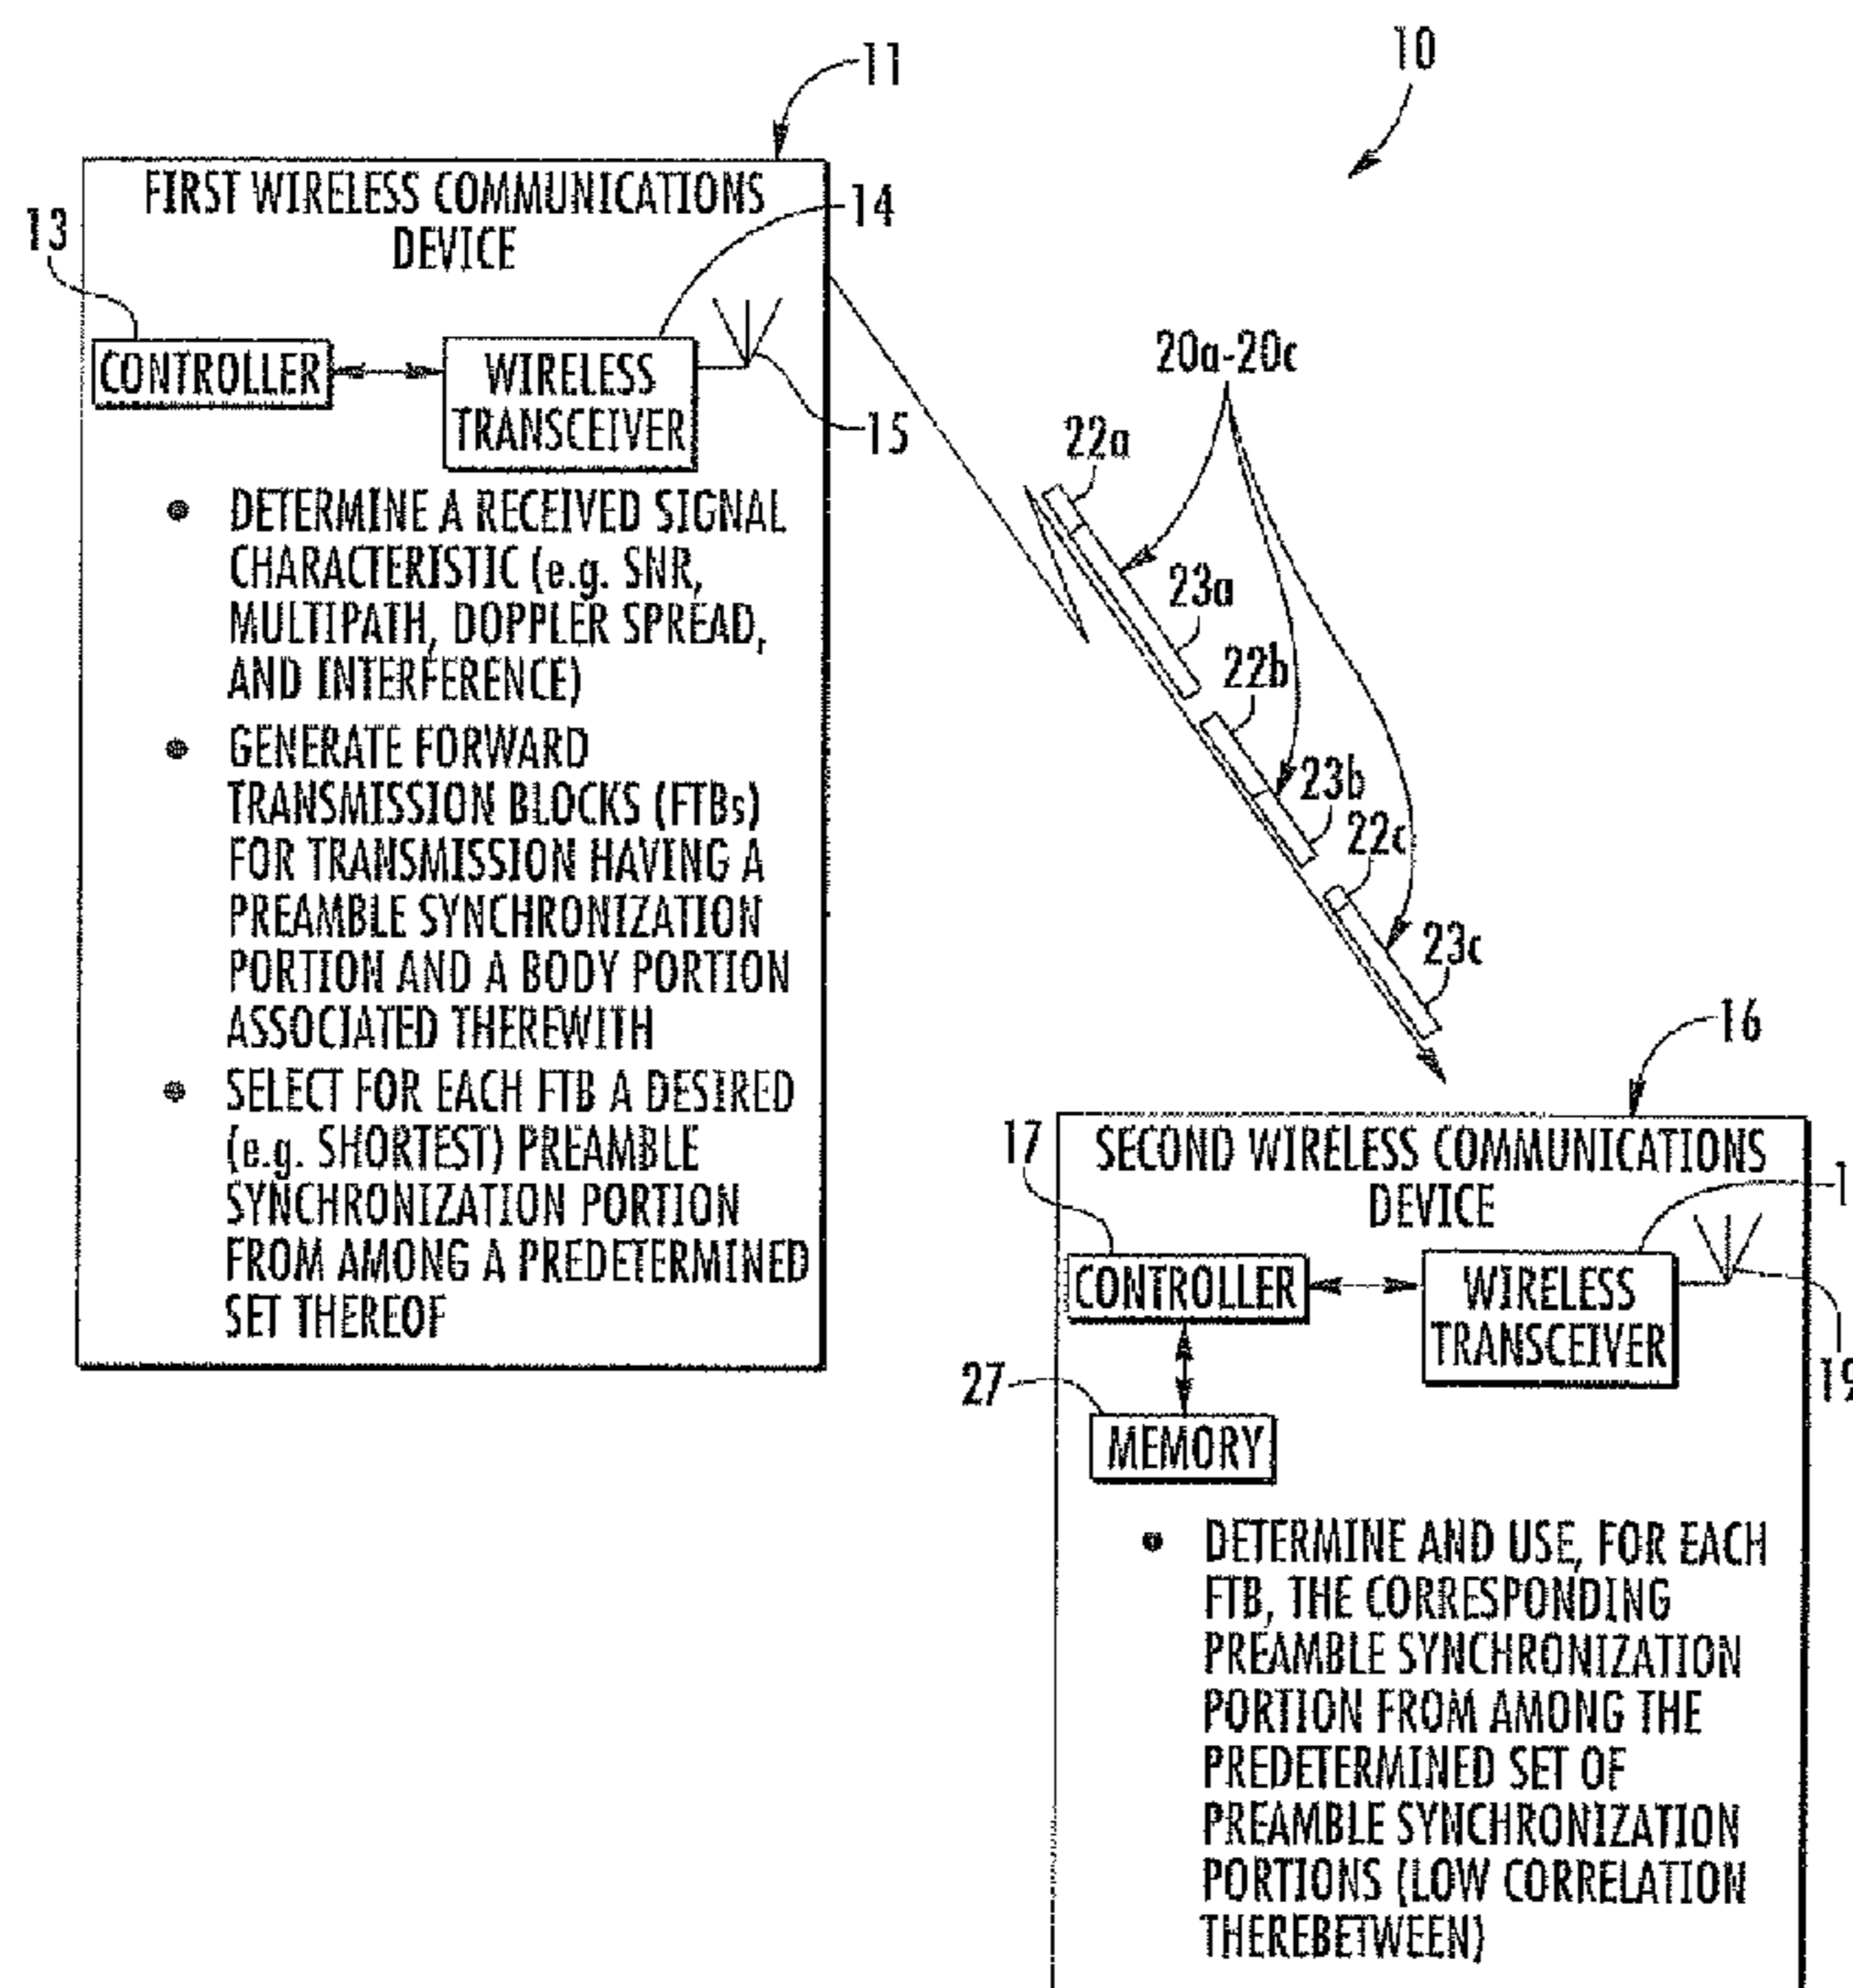 10
11
FIRST WIRELESS COMMUNICATIONS
DEVICE
13
14
CONTROLLER
WIRELESS
TRANSCEIVER
15
• DETERMINE A RECEIVED SIGNAL
CHARACTERISTIC (e.g. SNR,
MULTIPATH, DOPPLER SPREAD,
AND INTERFERENCE)
• GENERATE FORWARD
TRANSMISSION BLOCKS (FTBs)
FOR TRANSMISSION HAVING A
PREAMBLE SYNCHRONIZATION
PORTION AND A BODY PORTION
ASSOCIATED THEREWITH
• SELECT FOR EACH FTB A DESIRED
(e.g. SHORTEST) PREAMBLE
SYNCHRONIZATION PORTION
FROM AMONG A PREDETERMINED
SET THEREOF
20a-20c
22a
23a
22b
23b
22c
23c
16
17
SECOND WIRELESS COMMUNICATIONS
DEVICE
1
CONTROLLER
WIRELESS
TRANSCEIVER
19
27
MEMORY
• DETERMINE AND USE, FOR EACH
FTB, THE CORRESPONDING
PREAMBLE SYNCHRONIZATION
PORTION FROM AMONG THE
PREDETERMINED SET OF
PREAMBLE SYNCHRONIZATION
PORTIONS (LOW CORRELATION
THEREBETWEEN)